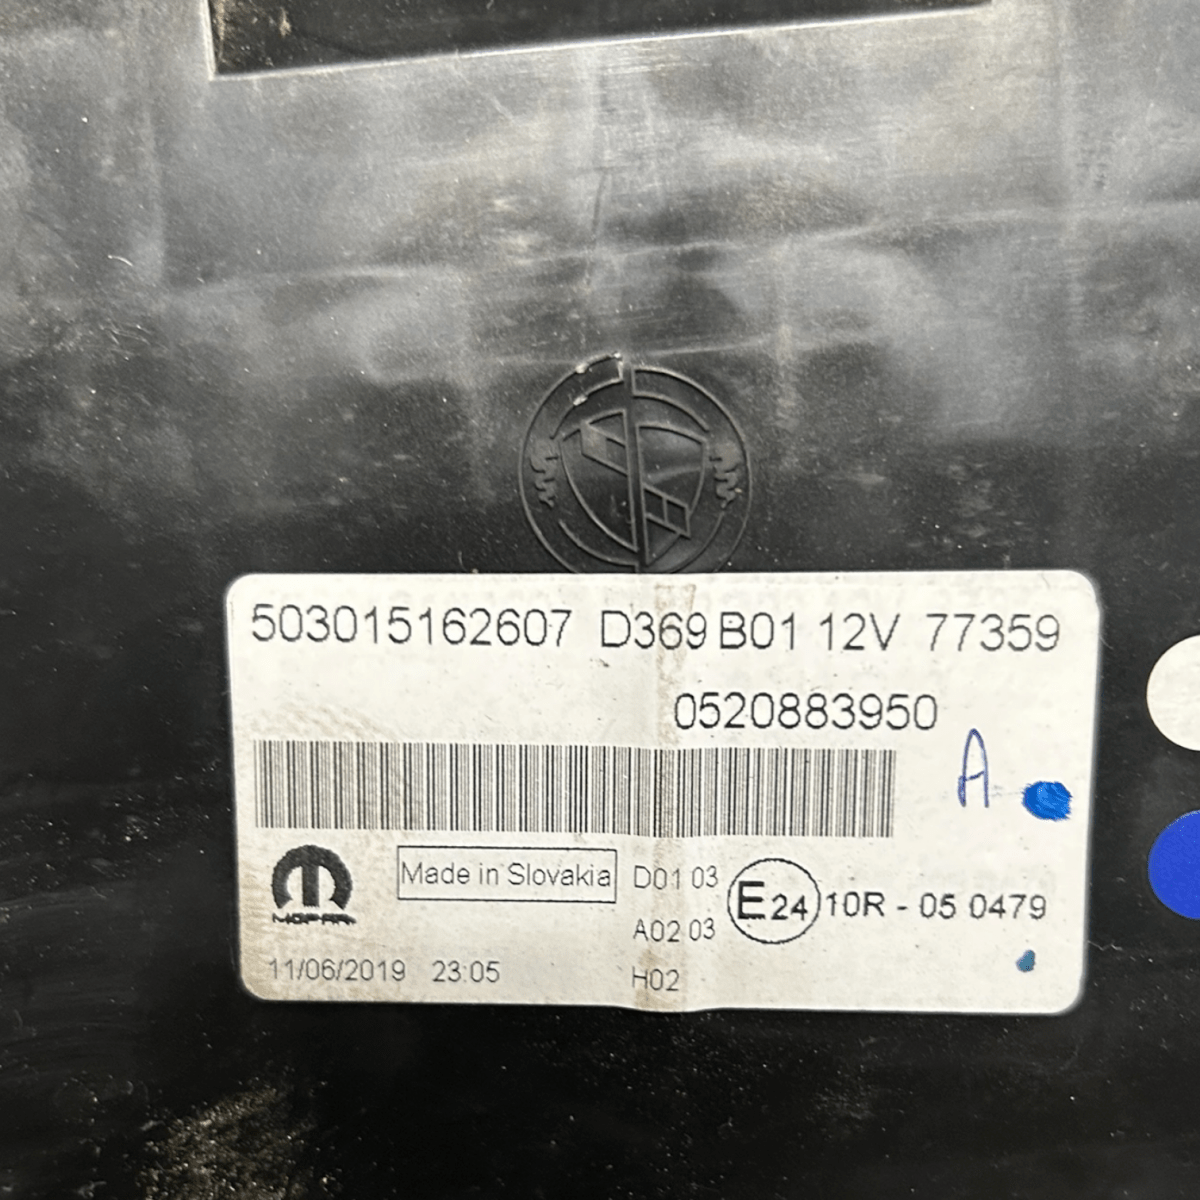 503015162607 D369 B01 12V 77359
0520883950
A
MOPAR
Made in Slovakia
D01 03
A02 03
H02
E24 10R - 05 0479
11/06/2019 23:05